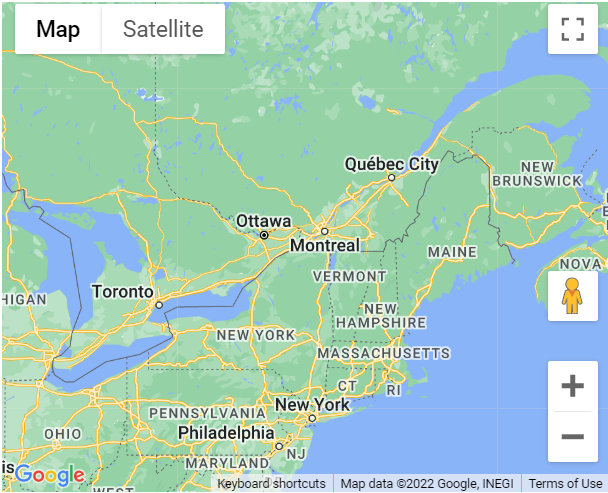 Map
Satellite
Québec City
NEW
BRUNSWICK
Ottawa
Montreal
MAINE
NOVA
VERMONT
HIGAN
Toronto
NEW
HAMPSHIRE
NEW YORK
MASSACHUSETTS
CT
RI
PENNSYLVANIA
New York
OHIO
Philadelphia
NJ
MARYLAND
is
Google
WEST
Keyboard shortcuts
Map data ©2022 Google, INEGI
Terms of Use